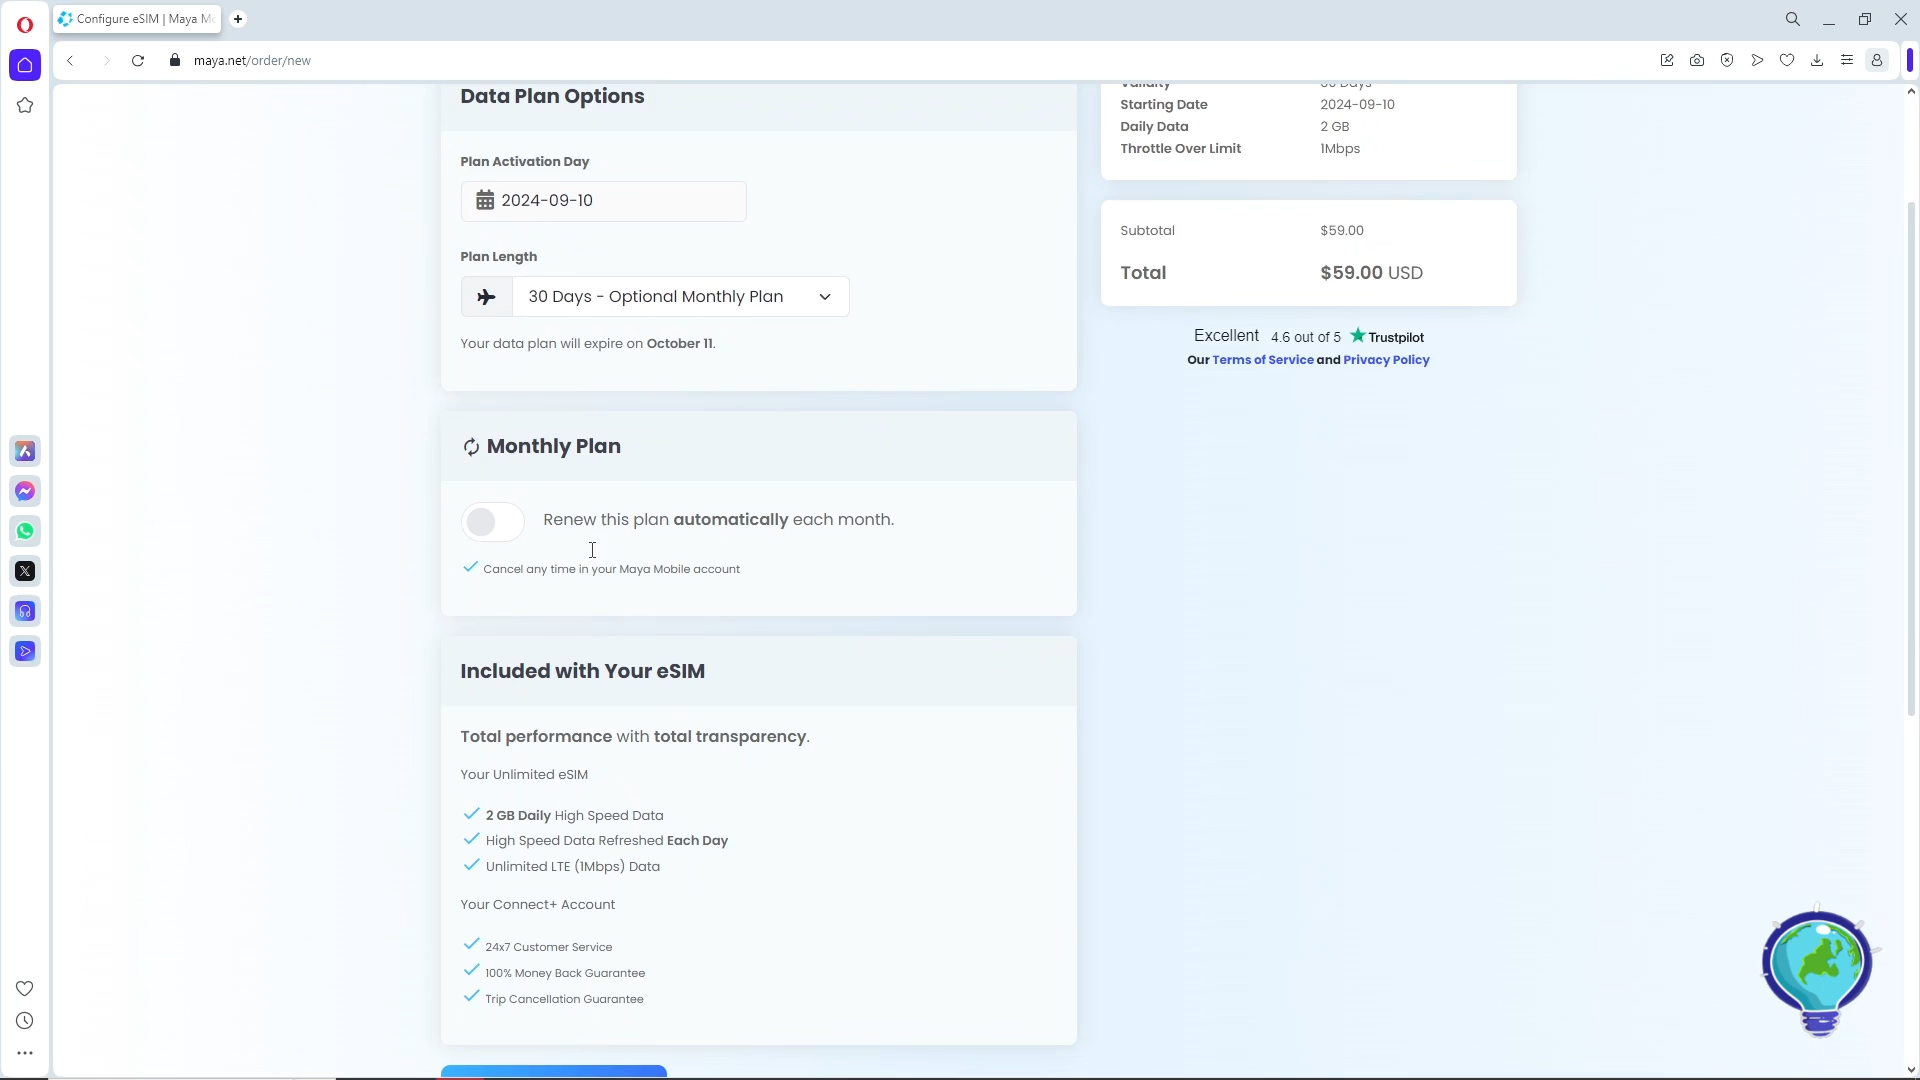 Configure eSIM | Maya Mo
maya.net/order/new
Data Plan Options
Plan Activation Day
2024-09-10
Plan Length
30 Days - Optional Monthly Plan
Your data plan will expire on October 11.
Monthly Plan
Renew this plan automatically each month.
Cancel any time in your Maya Mobile account
Included with Your eSIM
Total performance with total transparency.
Your Unlimited eSIM
2 GB Daily High Speed Data
High Speed Data Refreshed Each Day
Unlimited LTE (1Mbps) Data
Your Connect+ Account
24x7 Customer Service
100% Money Back Guarantee
Trip Cancellation Guarantee
Validity 30 Days
Starting Date 2024-09-10
Daily Data 2 GB
Throttle Over Limit 1Mbps
Subtotal $59.00
Total $59.00 USD
Excellent 4.6 out of 5 Trustpilot
Our Terms of Service and Privacy Policy